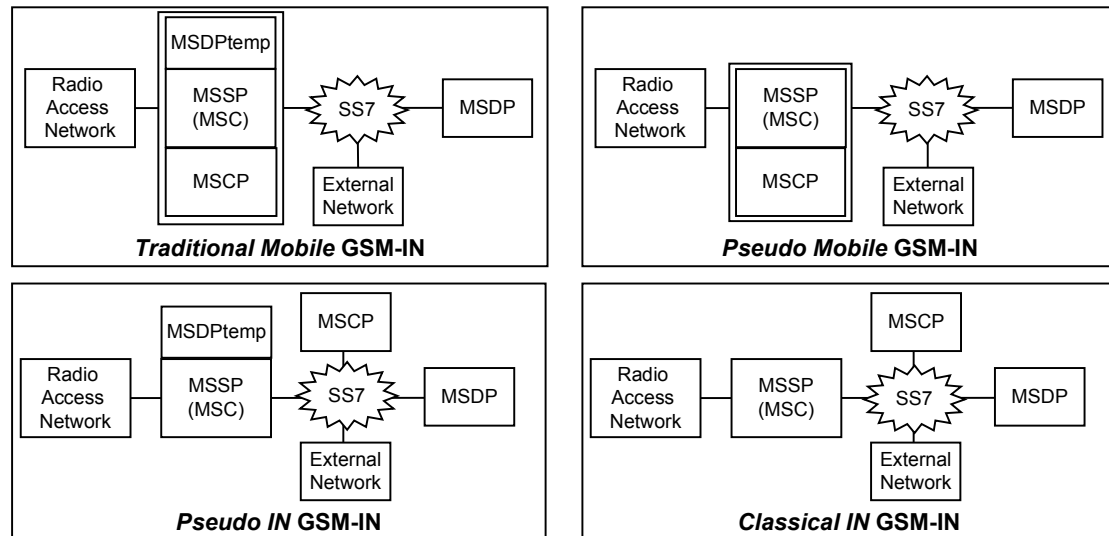 MSDPtemp
Radio
Access
Network
MSSP
(MSC)
SS7
MSDP
MSCP
External
Network
Traditional Mobile GSM-IN
Radio
Access
Network
MSSP
(MSC)
SS7
MSDP
MSCP
External
Network
Pseudo Mobile GSM-IN
MSDPtemp
MSCP
Radio
Access
Network
MSSP
(MSC)
SS7
MSDP
External
Network
Pseudo IN GSM-IN
MSCP
Radio
Access
Network
MSSP
(MSC)
SS7
MSDP
External
Network
Classical IN GSM-IN